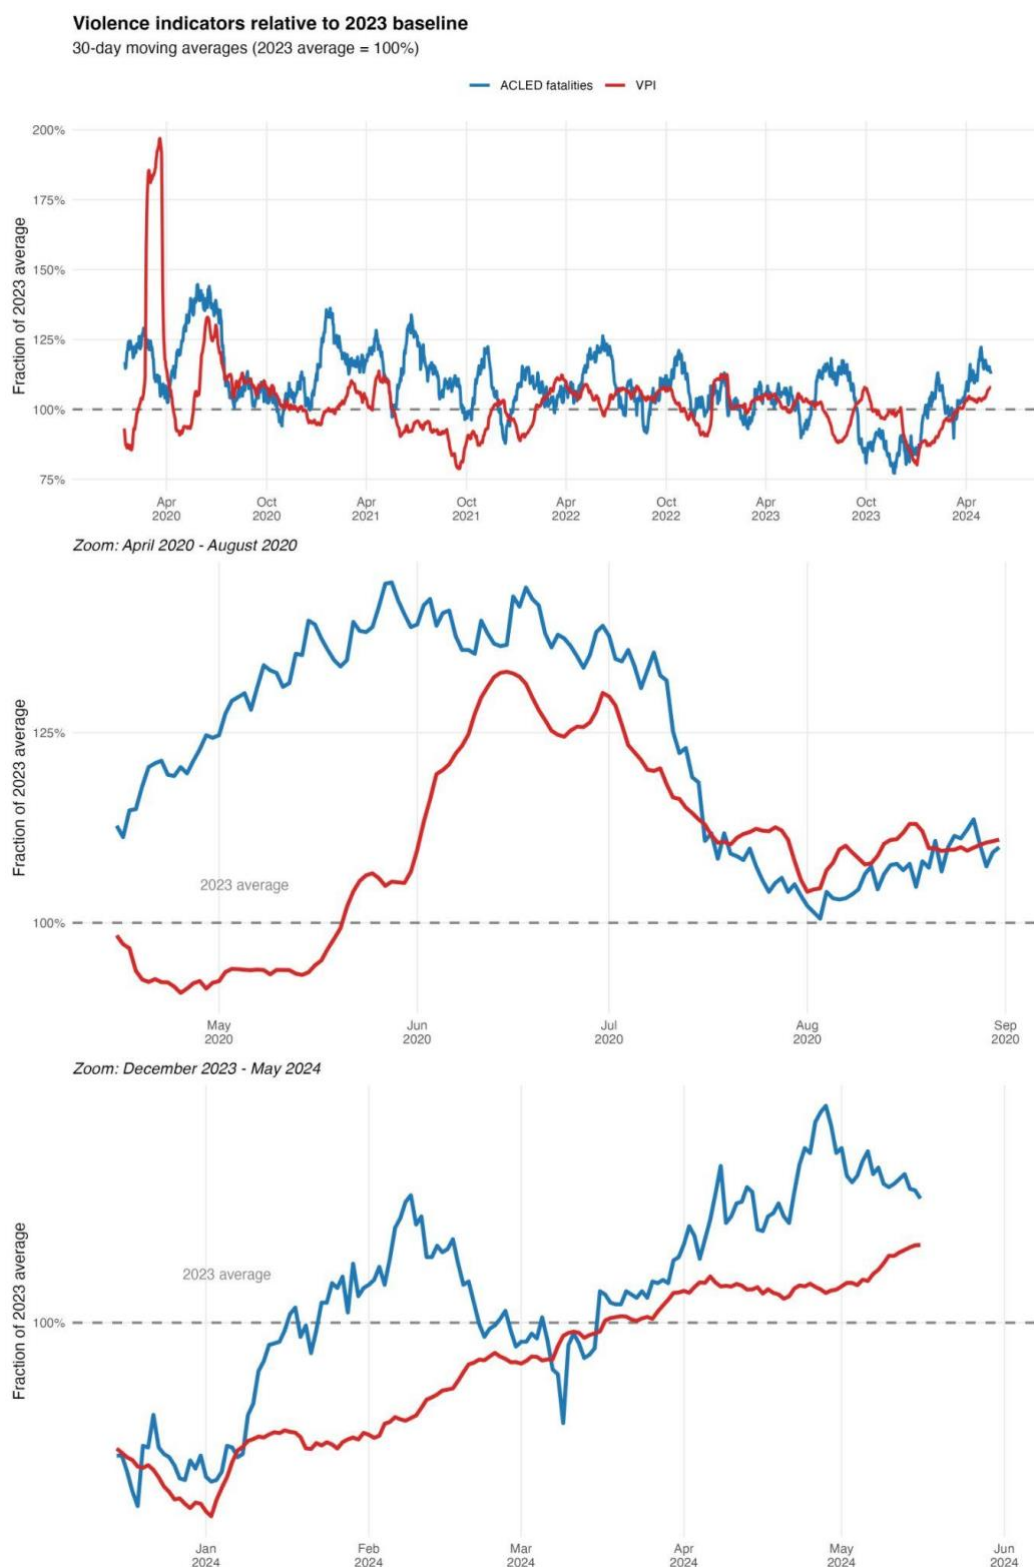 Violence indicators relative to 2023 baseline
30-day moving averages (2023 average = 100%)
ACLED fatalities VPI
Fraction of 2023 average
200%
175%
150%
125%
100%
75%
Apr Oct Apr Oct Apr Oct Apr Oct Apr
2020 2020 2021 2021 2022 2022 2023 2023 2024
Zoom: April 2020 - August 2020
Fraction of 2023 average
125%
2023 average
100%
May Jun Jul Aug Sep
2020 2020 2020 2020 2020
Zoom: December 2023 - May 2024
Fraction of 2023 average
2023 average
100%
Jan Feb Mar Apr May Jun
2024 2024 2024 2024 2024 2024